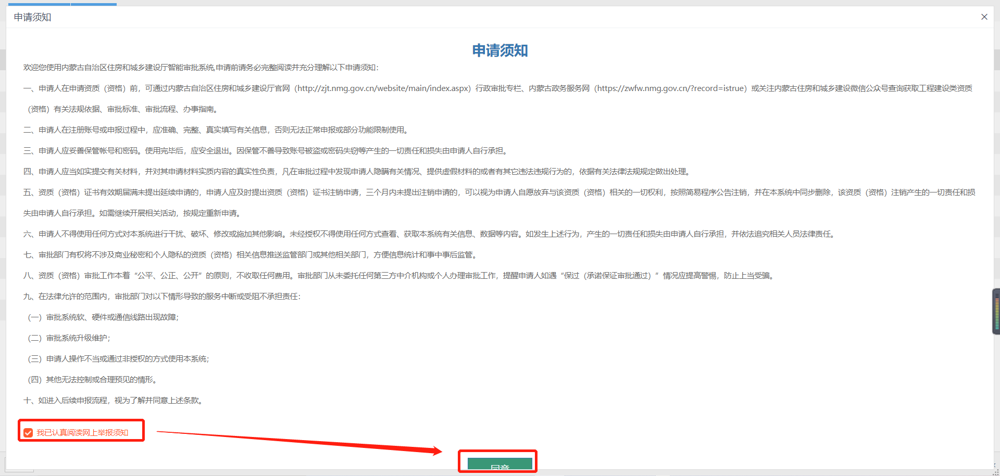 申请须知
申请须知
欢迎您使用内蒙古自治区住房和城乡建设厅智能审批系统,申请前请务必完整阅读并充分理解以下申请须知：
一、申请人在申请资质（资格）前，可通过内蒙古自治区住房和城乡建设厅官网（http://zjt.nmg.gov.cn/website/main/index.aspx）行政审批专栏、内蒙古政务服务网（https://zwfw.nmg.gov.cn/?record=istrue）或关注内蒙古住房和城乡建设微信公众号查询获取工程建设类资质
（资格）有关法规依据、审批标准、审批流程、办事指南。
二、申请人在注册账号或申报过程中，应准确、完整、真实填写有关信息，否则无法正常申报或部分功能限制使用。
三、申请人应妥善保管帐号和密码。使用完毕后，应安全退出。因保管不善导致账号被盗或密码失窃等产生的一切责任和损失由申请人自行承担。
四、申请人应当如实提交有关材料，并对其申请材料实质内容的真实性负责，凡在审批过程中发现申请人隐瞒有关情况、提供虚假材料的或者有其它违法违规行为的，依据有关法律法规规定做出处理。
五、资质（资格）证书有效期届满未提出延续申请的，申请人应及时提出资质（资格）证书注销申请，三个月内未提出注销申请的，可以视为申请人自愿放弃与该资质（资格）相关的一切权利，按照简易程序公告注销，并在本系统中同步删除，该资质（资格）注销产生的一切责任和损
失由申请人自行承担。如需继续开展相关活动，按规定重新申请。
六、申请人不得使用任何方式对本系统进行干扰、破坏、修改或施加其他影响。未经授权不得使用任何方式查看、获取本系统有关信息、数据等内容。如发生上述行为，产生的一切责任和损失由申请人自行承担，并依法追究相关人员法律责任。
七、审批部门有权将不涉及商业秘密和个人隐私的资质（资格）相关信息推送监管部门或其他相关部门，方便信息统计和事中事后监管。
八、资质（资格）审批工作本着“公平、公正、公开”的原则，不收取任何费用。审批部门从未委托任何第三方中介机构或个人办理审批工作，提醒申请人如遇“保过（承诺保证审批通过）”情况应提高警惕，防止上当受骗。
九、在法律允许的范围内，审批部门对以下情形导致的服务中断或受阻不承担责任：
（一）审批系统软、硬件或通信线路出现故障；
（二）审批系统升级维护；
（三）申请人操作不当或通过非授权的方式使用本系统；
（四）其他无法控制或合理预见的情形。
十、如进入后续申报流程，视为了解并同意上述条款。
我已认真阅读网上举报须知
同意